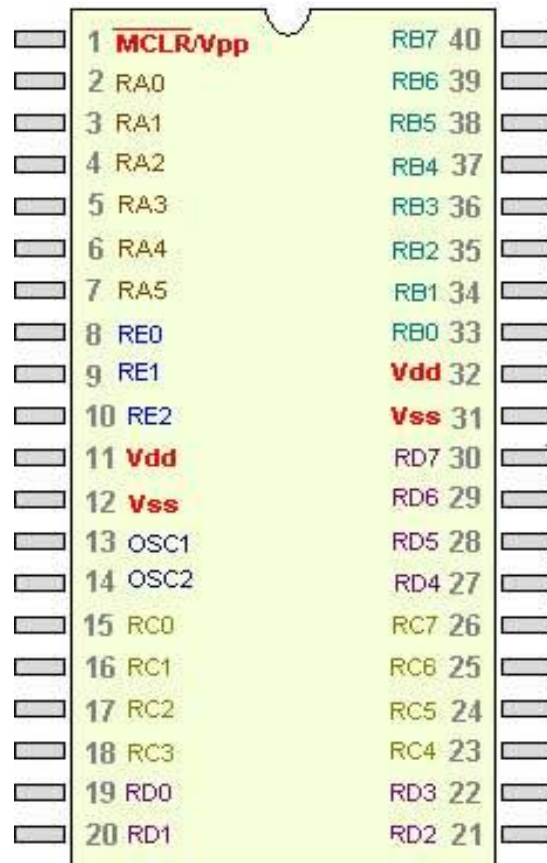 1 MCLR/Vpp RB7 40
2 RA0 RB6 39
3 RA1 RB5 38
4 RA2 RB4 37
5 RA3 RB3 36
6 RA4 RB2 35
7 RA5 RB1 34
8 RE0 RB0 33
9 RE1 Vdd 32
10 RE2 Vss 31
11 Vdd RD7 30
12 Vss RD6 29
13 OSC1 RD5 28
14 OSC2 RD4 27
15 RC0 RC7 26
16 RC1 RC6 25
17 RC2 RC5 24
18 RC3 RC4 23
19 RD0 RD3 22
20 RD1 RD2 21